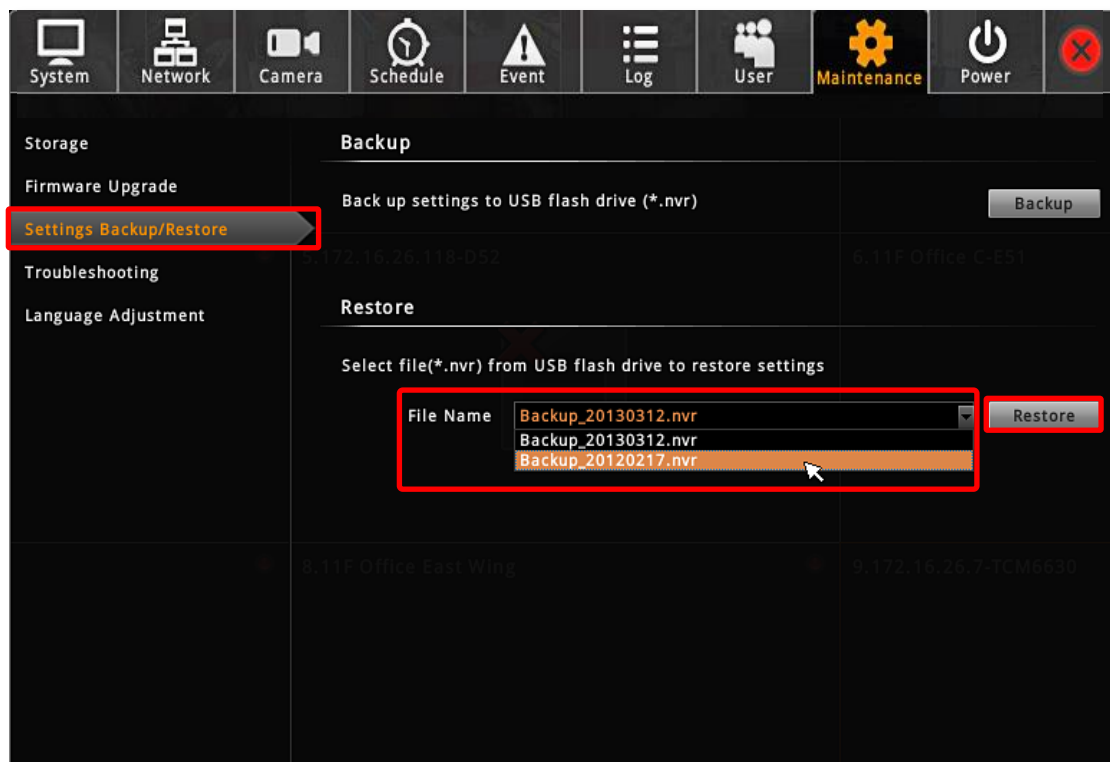 System Network Camera Schedule Event Log User Maintenance Power
Storage
Backup
Firmware Upgrade
Back up settings to USB flash drive (*.nvr)
Backup
Settings Backup/Restore
5.172.16.26.118-D52
6.11F Office C-E51
Troubleshooting
Restore
Language Adjustment
Select file(*.nvr) from USB flash drive to restore settings
File Name
Backup_20130312.nvr
Restore
Backup_20130312.nvr
Backup_20120217.nvr
8.11F Office East Wing
9.172.16.26.7-TCM6630